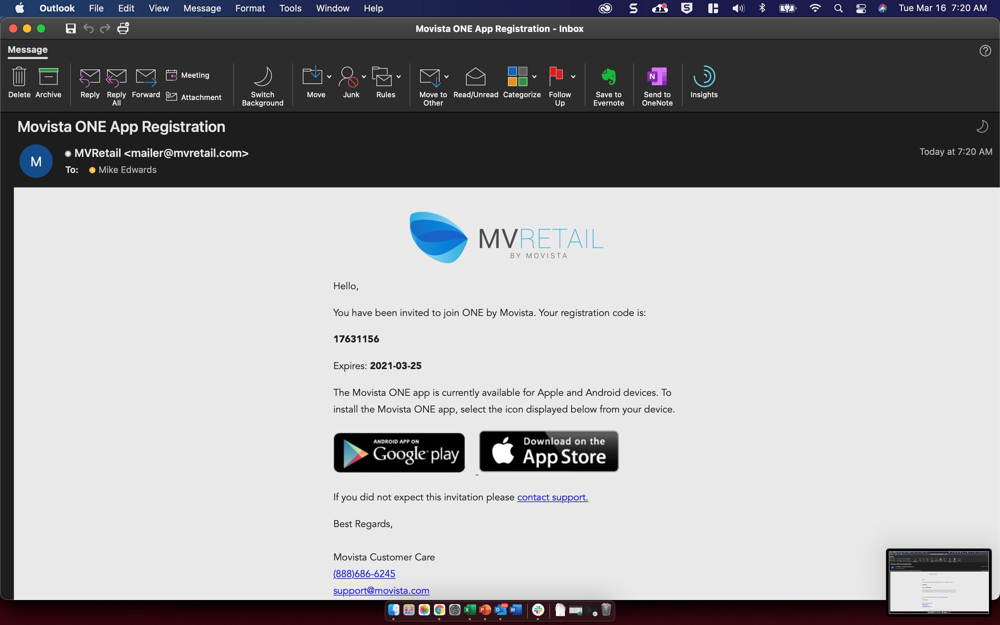 Outlook File Edit View Message Format Tools Window Help Tue Mar 16 7:20 AM
Movista ONE App Registration - Inbox
Message
Delete Archive Reply Reply All Forward Meeting Attachment Switch Background Move Junk Rules Move to Other Read/Unread Categorize Follow Up Save to Evernote Send to OneNote Insights
Movista ONE App Registration
M
MVRetail <mailer@mvretail.com>
Today at 7:20 AM
To: Mike Edwards
MVRETAIL
BY MOVISTA
Hello,
You have been invited to join ONE by Movista. Your registration code is:
17631156
Expires: 2021-03-25
The Movista ONE app is currently available for Apple and Android devices. To
install the Movista ONE app, select the icon displayed below from your device.
ANDROID APP ON
Google play
Download on the
App Store
If you did not expect this invitation please contact support.
Best Regards,
Movista Customer Care
(888)686-6245
support@movista.com
3429